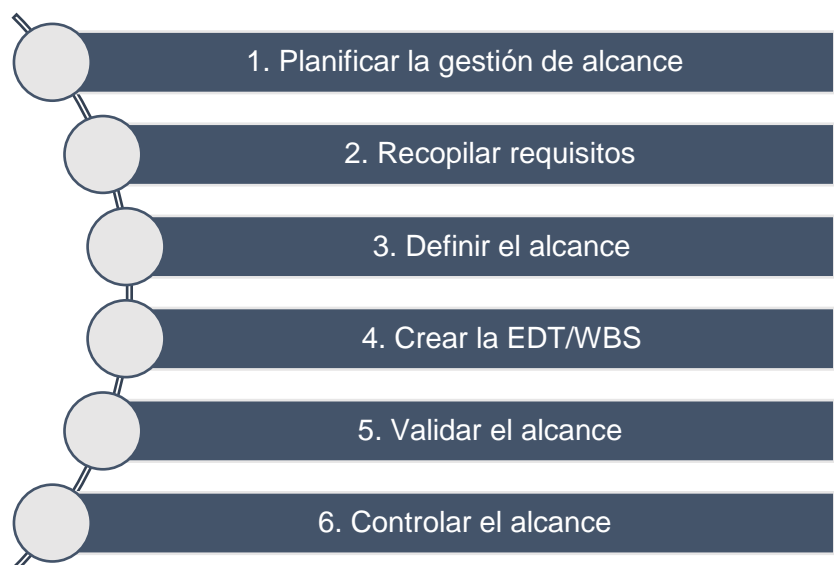 1. Planificar la gestión de alcance
2. Recopilar requisitos
3. Definir el alcance
4. Crear la EDT/WBS
5. Validar el alcance
6. Controlar el alcance